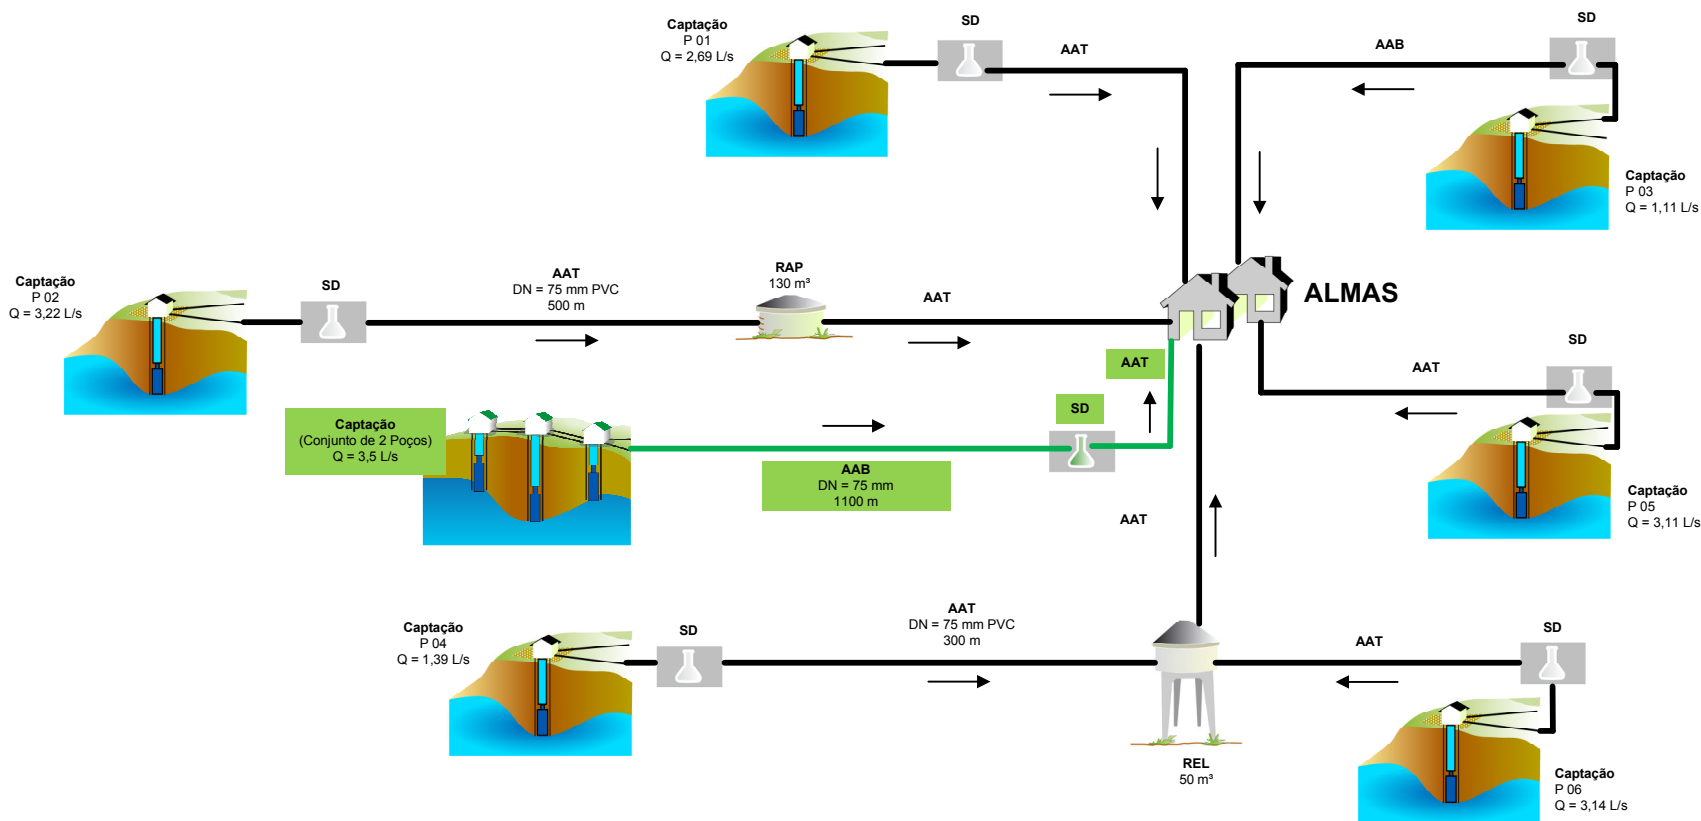 Captação
P 01
Q = 2,69 L/s
SD
AAT
AAB
SD
Captação
P 03
Q = 1,11 L/s
Captação
P 02
Q = 3,22 L/s
SD
AAT
DN = 75 mm PVC
500 m
RAP
130 m³
AAT
ALMAS
Captação
(Conjunto de 2 Poços)
Q = 3,5 L/s
AAB
DN = 75 mm
1100 m
SD
AAT
AAT
SD
Captação
P 05
Q = 3,11 L/s
AAT
Captação
P 04
Q = 1,39 L/s
SD
AAT
DN = 75 mm PVC
300 m
REL
50 m³
AAT
SD
Captação
P 06
Q = 3,14 L/s